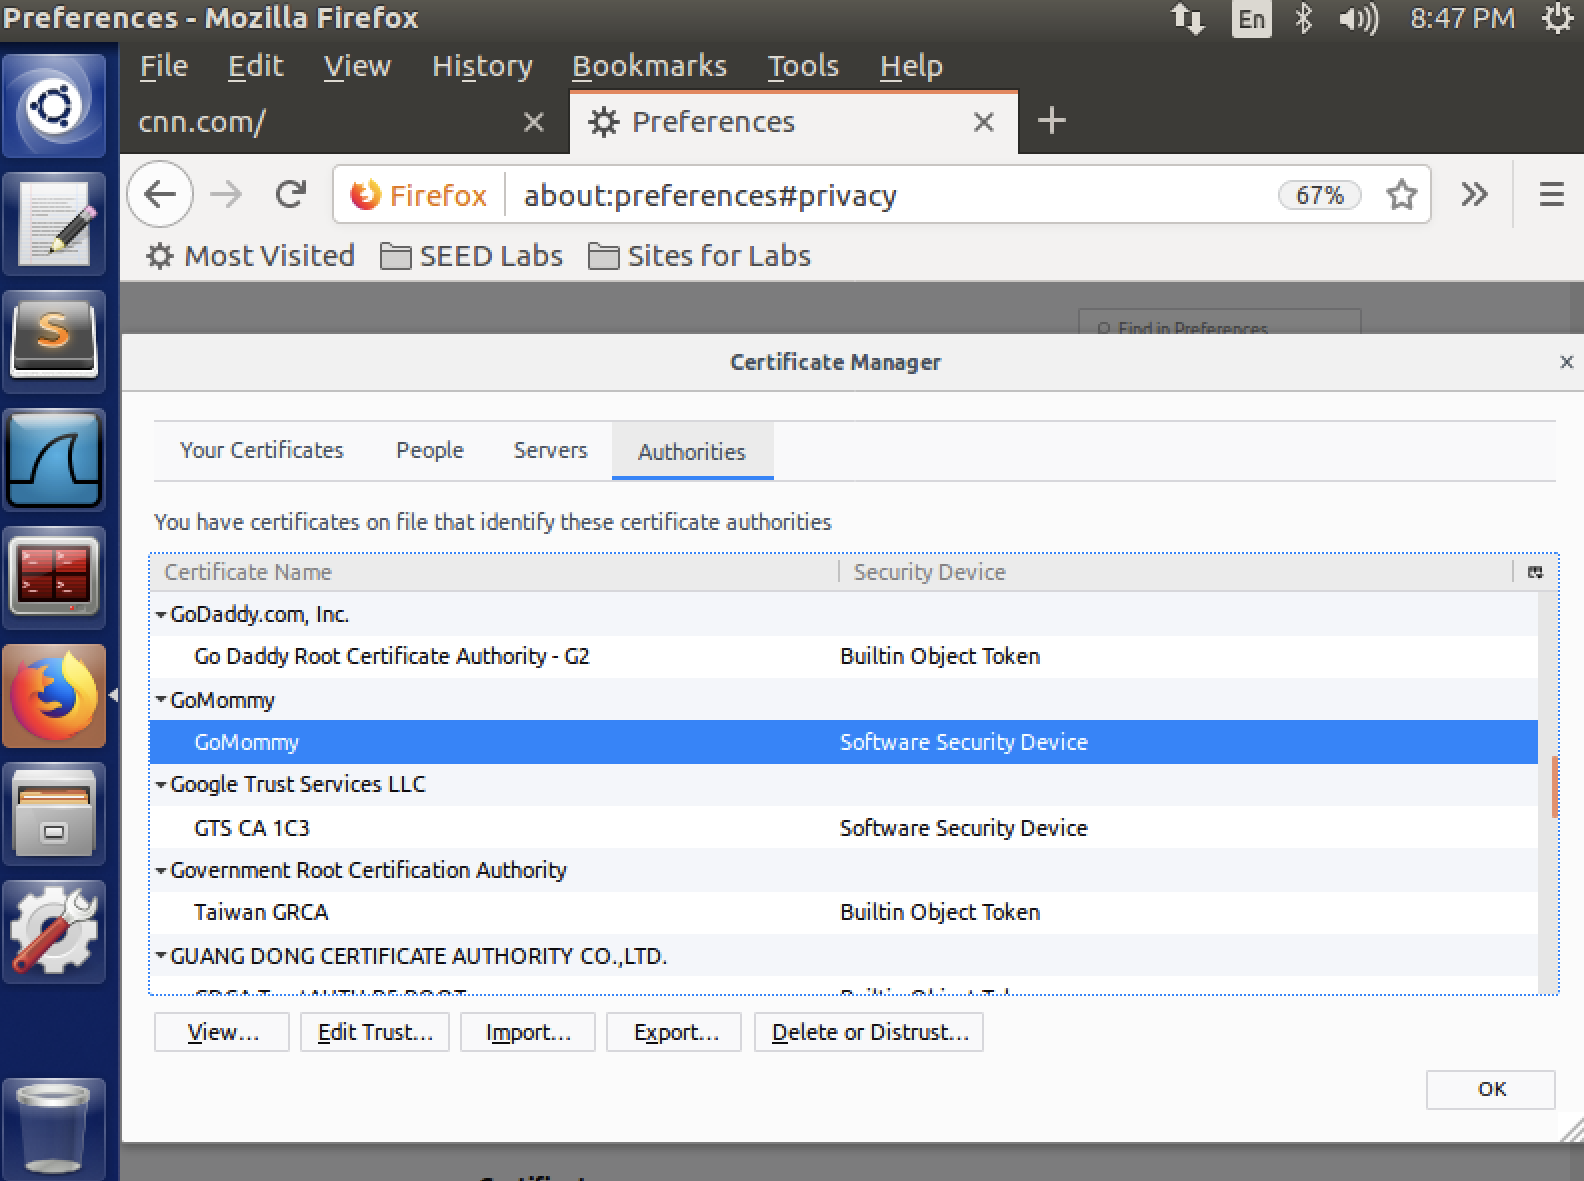 Preferences - Mozilla Firefox
En
8:47 PM
File Edit View History Bookmarks Tools Help
cnn.com/
Preferences
Firefox about:preferences#privacy 67%
Most Visited SEED Labs Sites for Labs
Find in Preferences
Certificate Manager
Your Certificates People Servers Authorities
You have certificates on file that identify these certificate authorities
Certificate Name Security Device
GoDaddy.com, Inc.
Go Daddy Root Certificate Authority - G2 Builtin Object Token
GoMommy
GoMommy Software Security Device
Google Trust Services LLC
GTS CA 1C3 Software Security Device
Government Root Certification Authority
Taiwan GRCA Builtin Object Token
GUANG DONG CERTIFICATE AUTHORITY CO.,LTD.
View... Edit Trust... Import... Export... Delete or Distrust...
OK